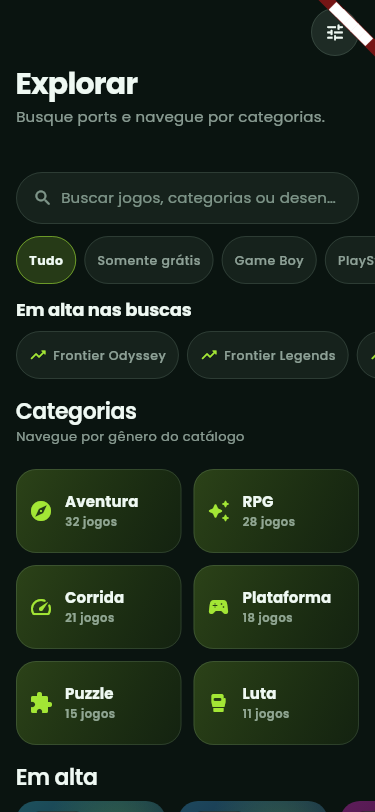 Explorar
Busque ports e navegue por categorias.
Buscar jogos, categorias ou desen…
Tudo
Somente grátis
Game Boy
PlayS
Em alta nas buscas
Frontier Odyssey
Frontier Legends
Categorias
Navegue por gênero do catálogo
Aventura
32 jogos
RPG
28 jogos
Corrida
21 jogos
Plataforma
18 jogos
Puzzle
15 jogos
Luta
11 jogos
Em alta